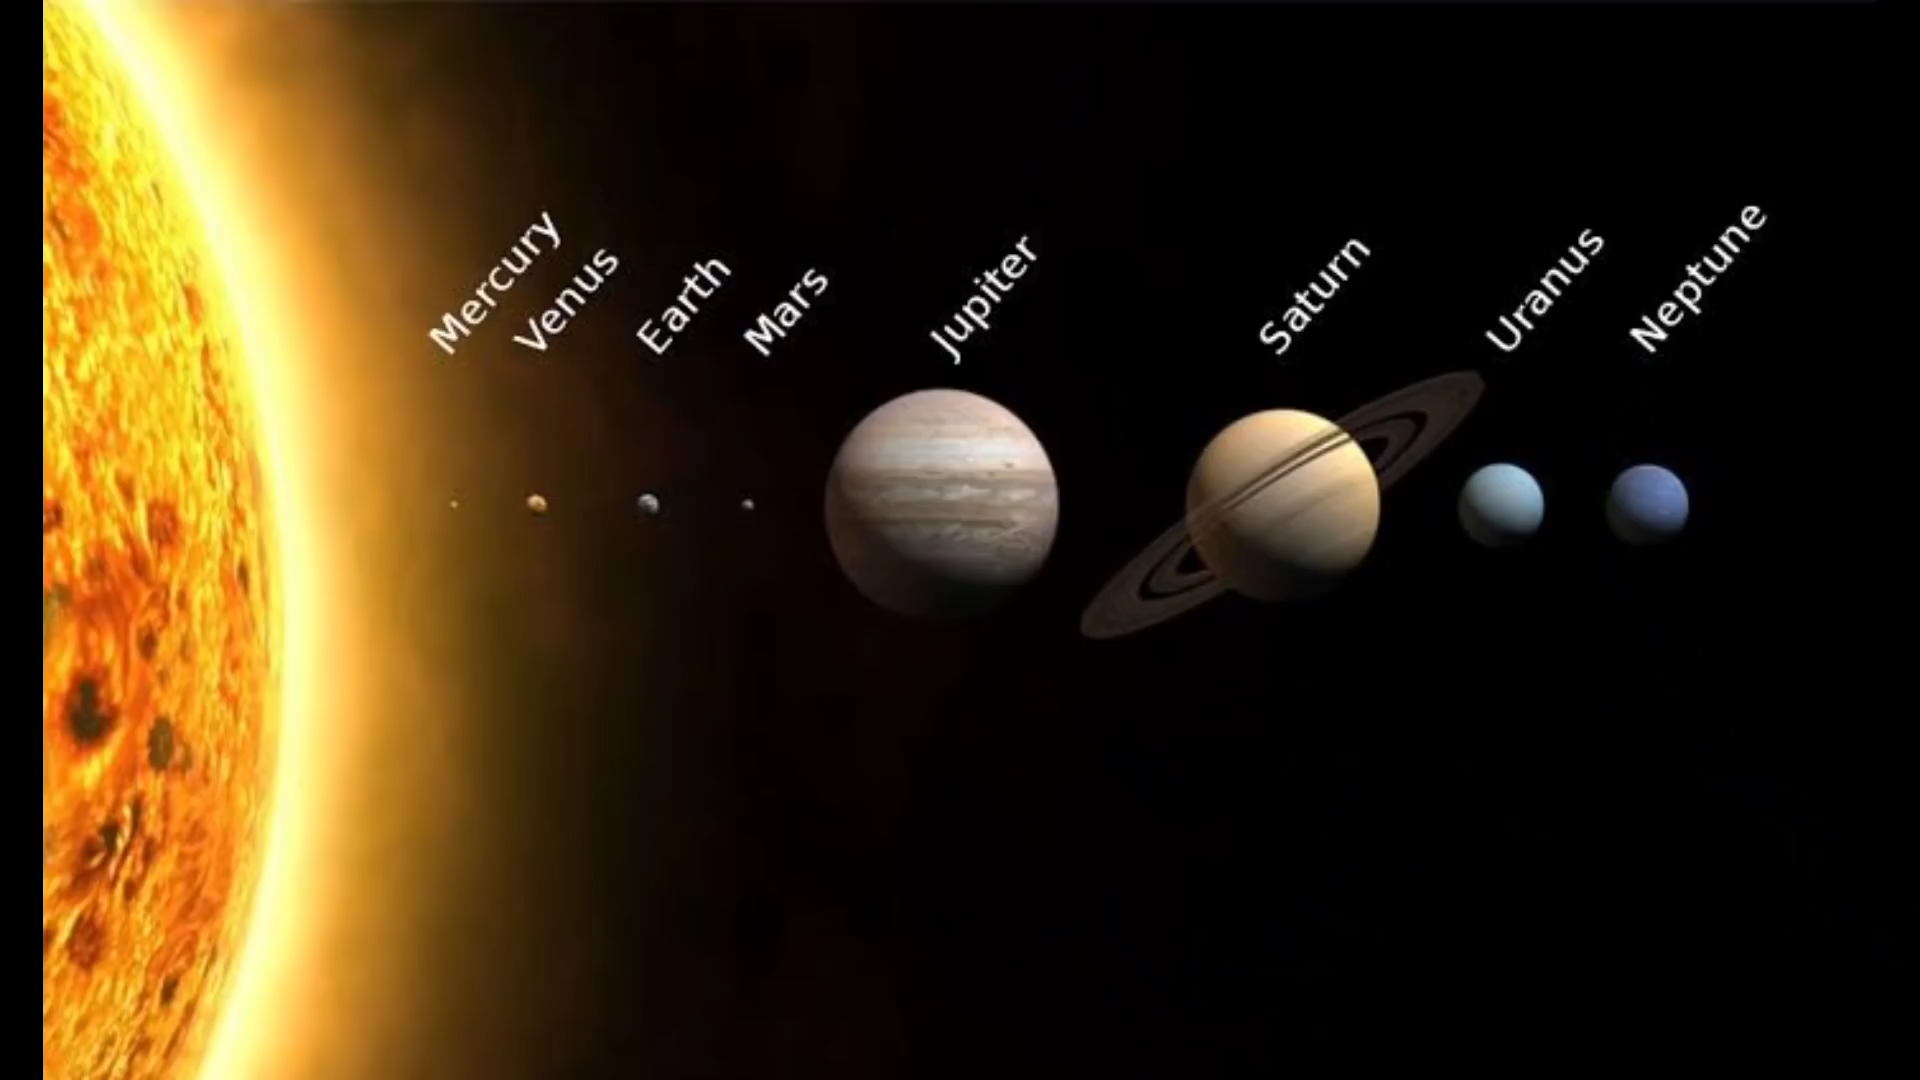 Mercury
Venus
Earth
Mars
Jupiter
Saturn
Uranus
Neptune